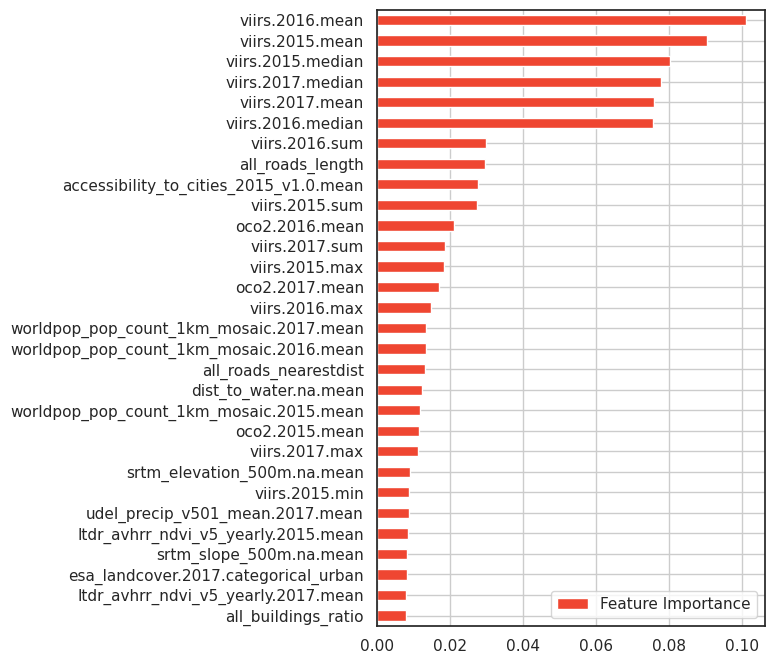 viirs.2016.mean
viirs.2015.mean
viirs.2015.median
viirs.2017.median
viirs.2017.mean
viirs.2016.median
viirs.2016.sum
all_roads_length
accessibility_to_cities_2015_v1.0.mean
viirs.2015.sum
oco2.2016.mean
viirs.2017.sum
viirs.2015.max
oco2.2017.mean
viirs.2016.max
worldpop_pop_count_1km_mosaic.2017.mean
worldpop_pop_count_1km_mosaic.2016.mean
all_roads_nearestdist
dist_to_water.na.mean
worldpop_pop_count_1km_mosaic.2015.mean
oco2.2015.mean
viirs.2017.max
srtm_elevation_500m.na.mean
viirs.2015.min
udel_precip_v501_mean.2017.mean
ltdr_avhrr_ndvi_v5_yearly.2015.mean
srtm_slope_500m.na.mean
esa_landcover.2017.categorical_urban
ltdr_avhrr_ndvi_v5_yearly.2017.mean
all_buildings_ratio
Feature Importance
0.00 0.02 0.04 0.06 0.08 0.10